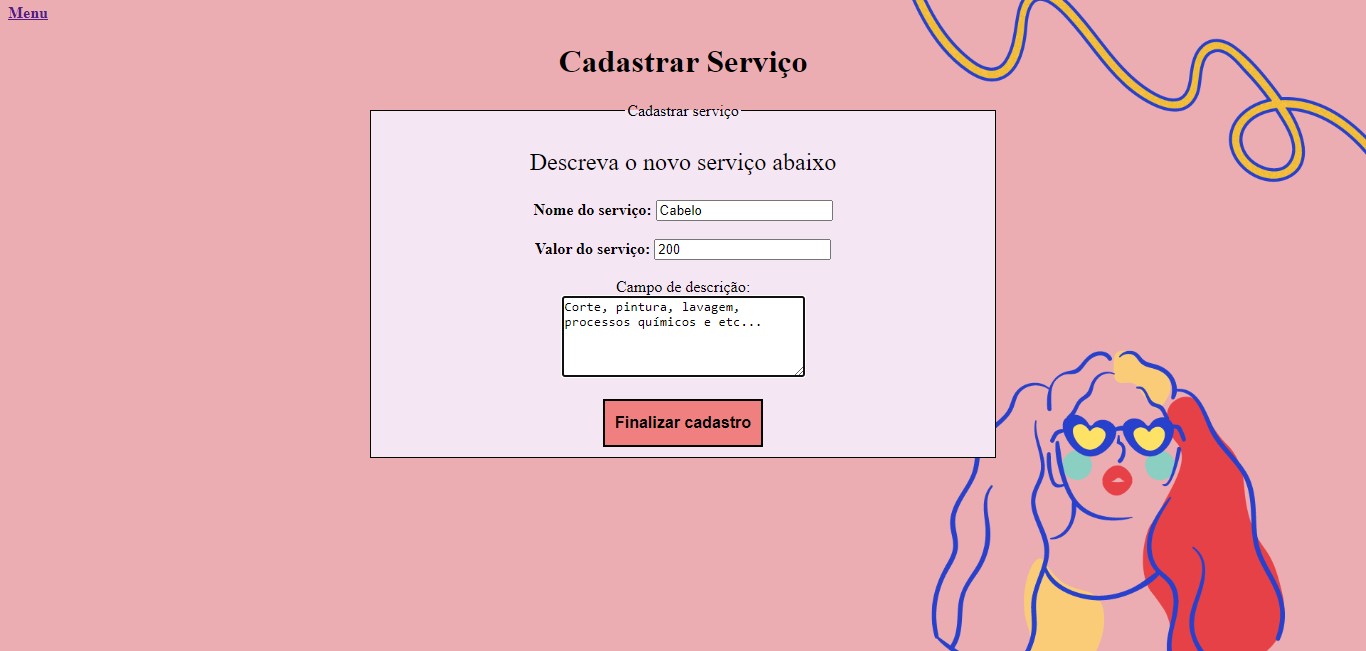 Menu
Cadastrar Serviço
Cadastrar serviço
Descreva o novo serviço abaixo
Nome do serviço: Cabelo
Valor do serviço: 200
Campo de descrição:
Corte, pintura, lavagem,
processos químicos e etc...
Finalizar cadastro